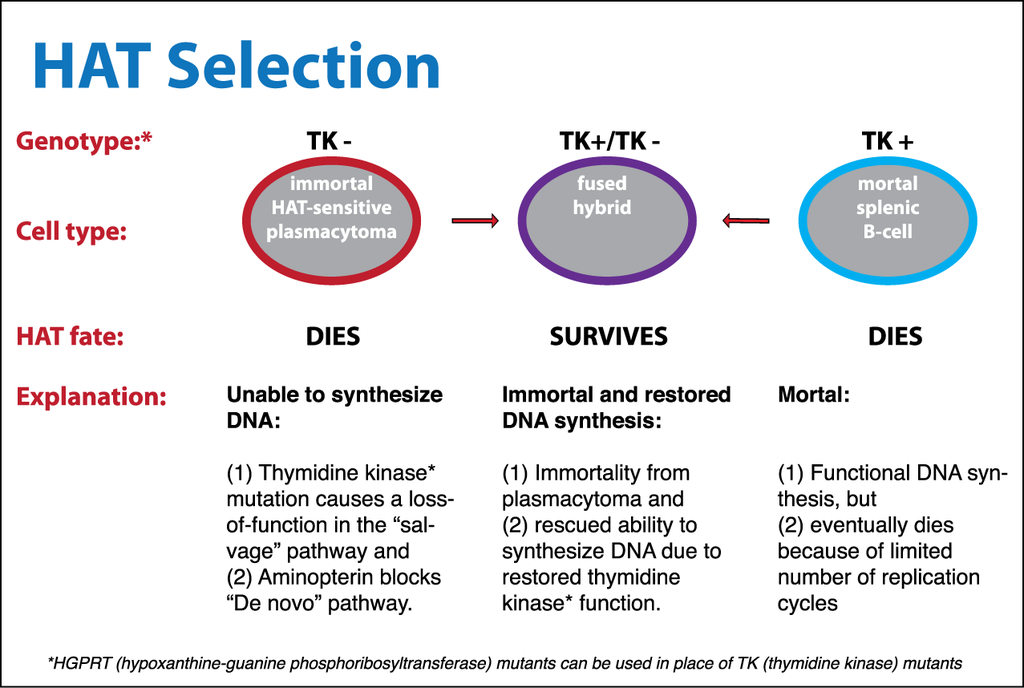 HAT Selection
Genotype:*
TK -
TK+/TK -
TK +
Cell type:
immortal
HAT-sensitive
plasmacytoma
fused
hybrid
mortal
splenic
B-cell
HAT fate:
DIES
SURVIVES
DIES
Explanation:
Unable to synthesize
DNA:
(1) Thymidine kinase*
mutation causes a loss-
of-function in the “sal-
vage” pathway and
(2) Aminopterin blocks
“De novo” pathway.
Immortal and restored
DNA synthesis:
(1) Immortality from
plasmacytoma and
(2) rescued ability to
synthesize DNA due to
restored thymidine
kinase* function.
Mortal:
(1) Functional DNA syn-
thesis, but
(2) eventually dies
because of limited
number of replication
cycles
*HGPRT (hypoxanthine-guanine phosphoribosyltransferase) mutants can be used in place of TK (thymidine kinase) mutants